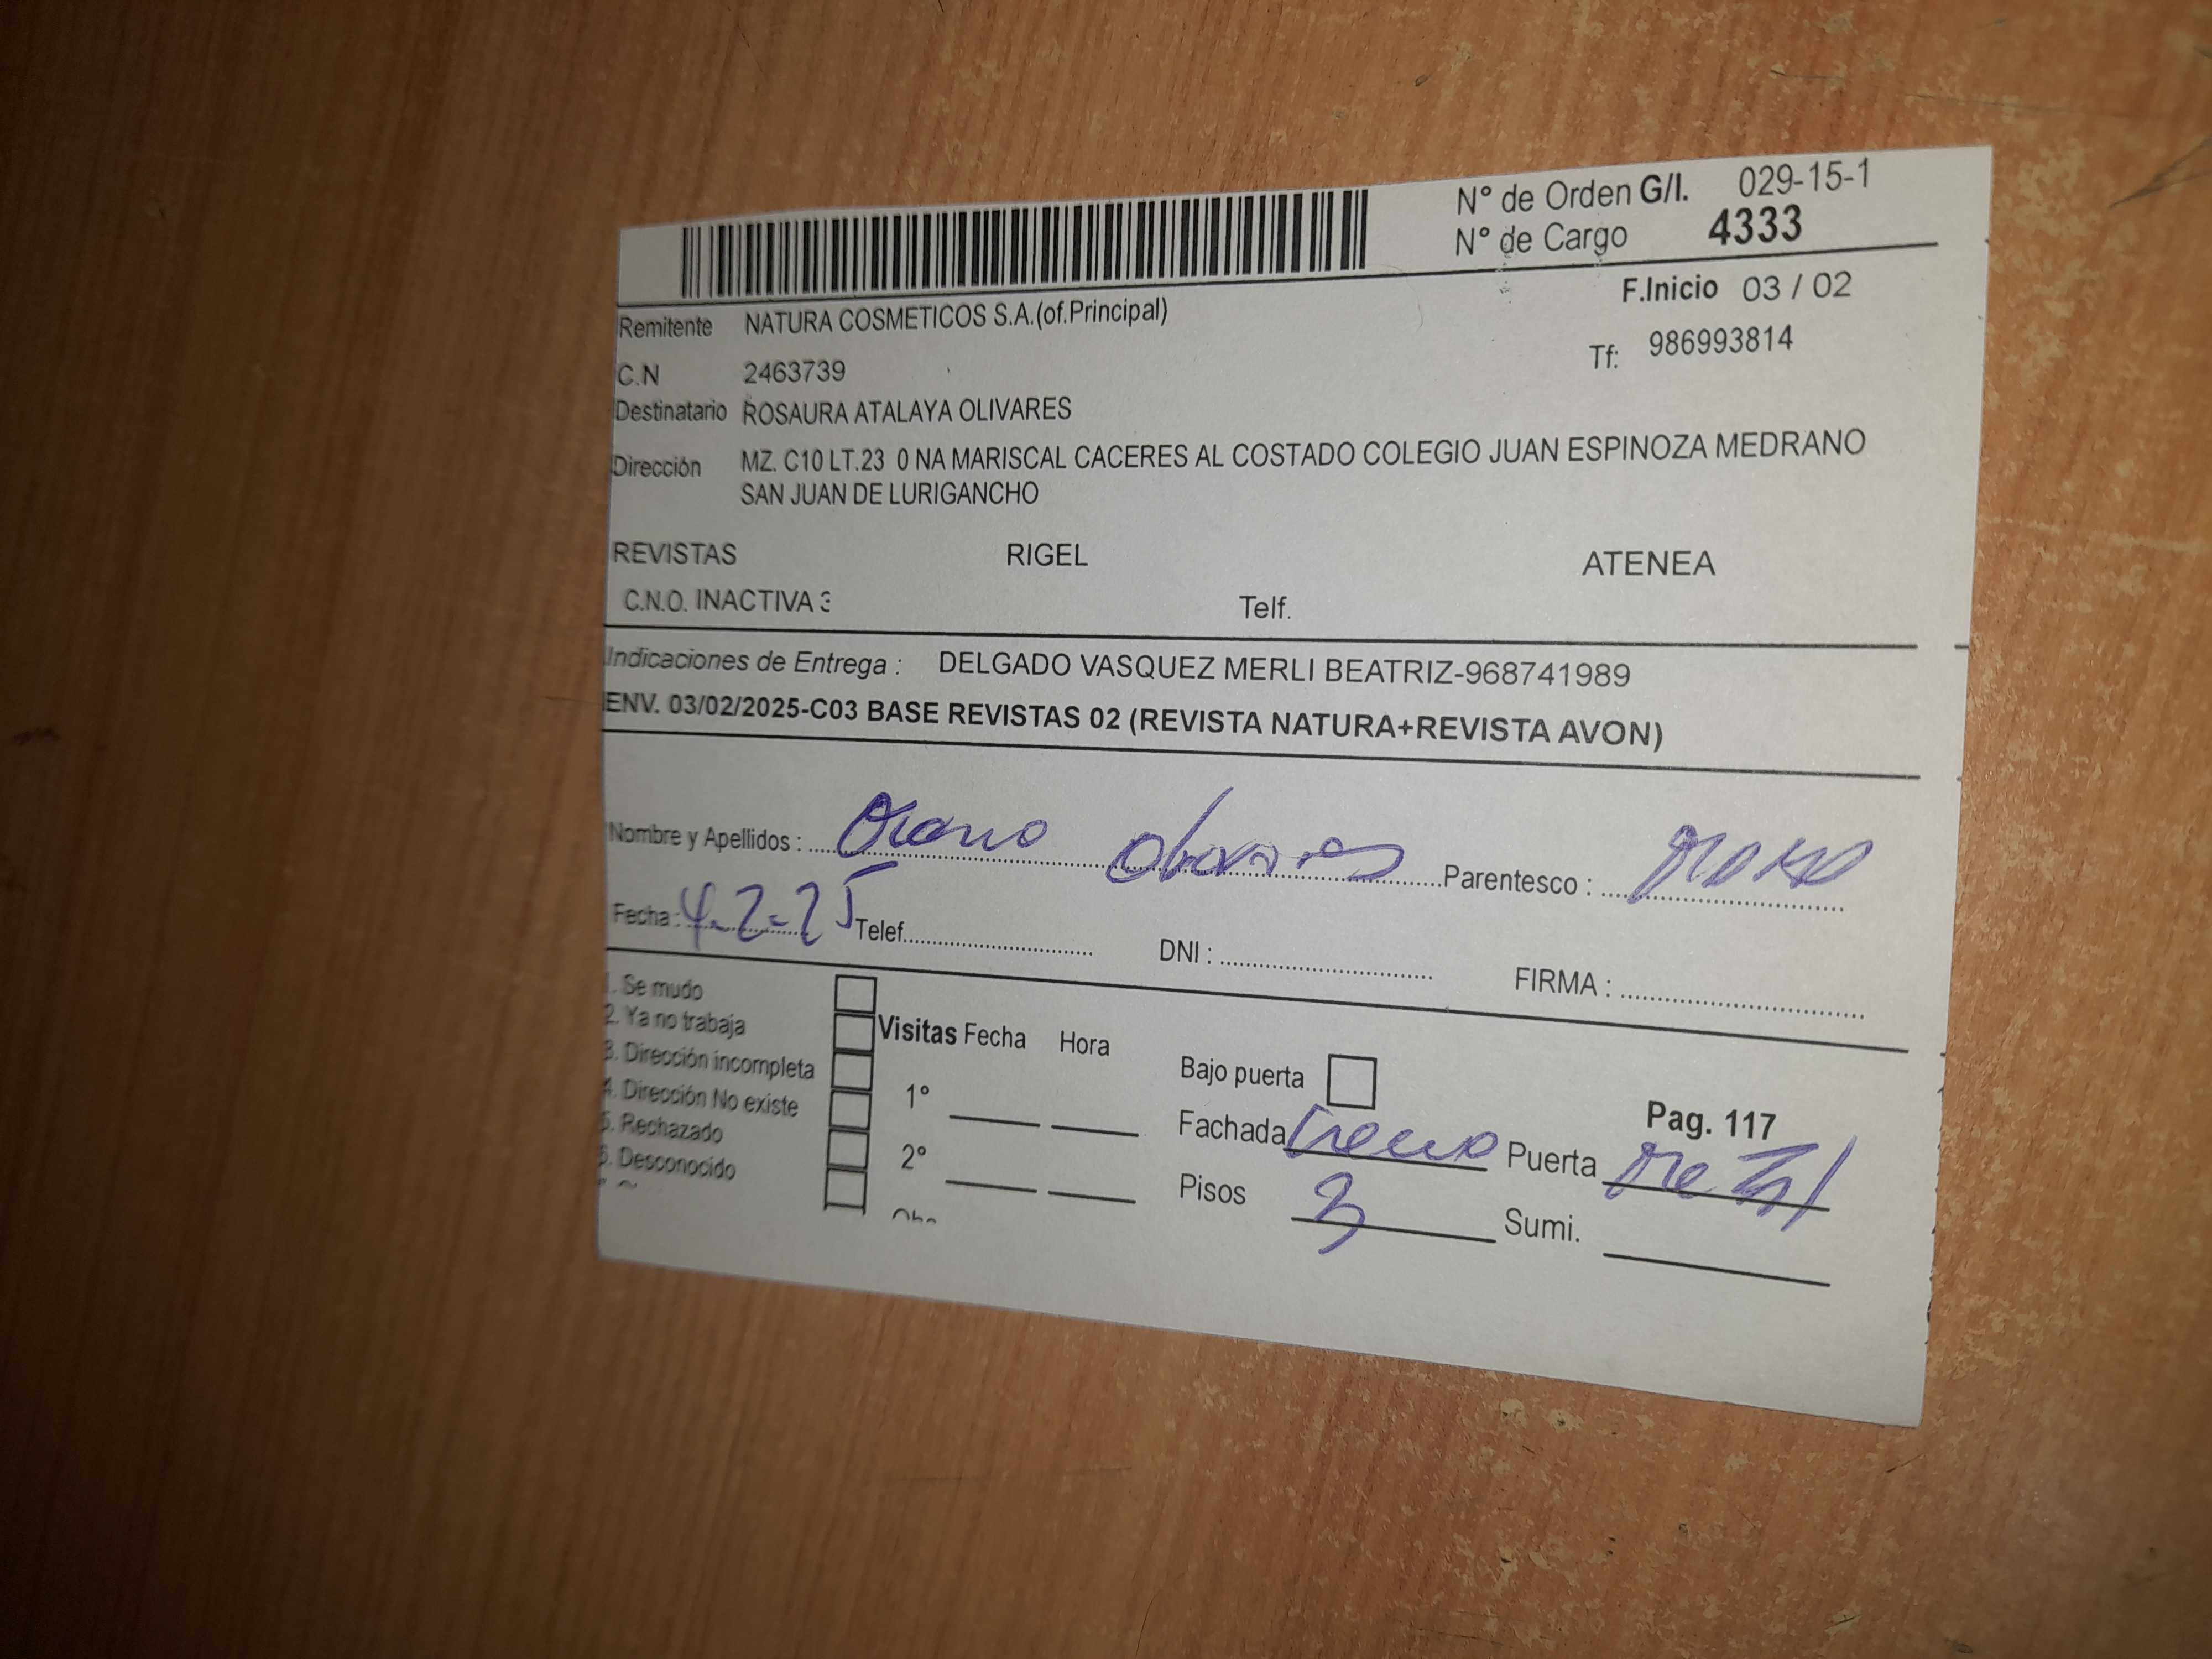 N° de Orden G/I. 029-15-1
N° de Cargo 4333
F.Inicio 03 / 02
Remitente NATURA COSMETICOS S.A.(of.Principal)
Tf: 986993814
C.N 2463739
Destinatario ROSAURA ATALAYA OLIVARES
Dirección MZ. C10 LT.23 0 NA MARISCAL CACERES AL COSTADO COLEGIO JUAN ESPINOZA MEDRANO
SAN JUAN DE LURIGANCHO
REVISTAS RIGEL ATENEA
C.N.O. INACTIVA 3 Telf.
Indicaciones de Entrega : DELGADO VASQUEZ MERLI BEATRIZ-968741989
ENV. 03/02/2025-C03 BASE REVISTAS 02 (REVISTA NATURA+REVISTA AVON)
Nombre y Apellidos : Parentesco :
Fecha : 4-2-25 Telef. DNI : FIRMA :
1. Se mudo
2. Ya no trabaja
3. Dirección incompleta
4. Dirección No existe
5. Rechazado
6. Desconocido
Visitas Fecha Hora
1°
2°
Bajo puerta
Pag. 117
Fachada Crema Puerta Metal
Pisos 3 Sumi.